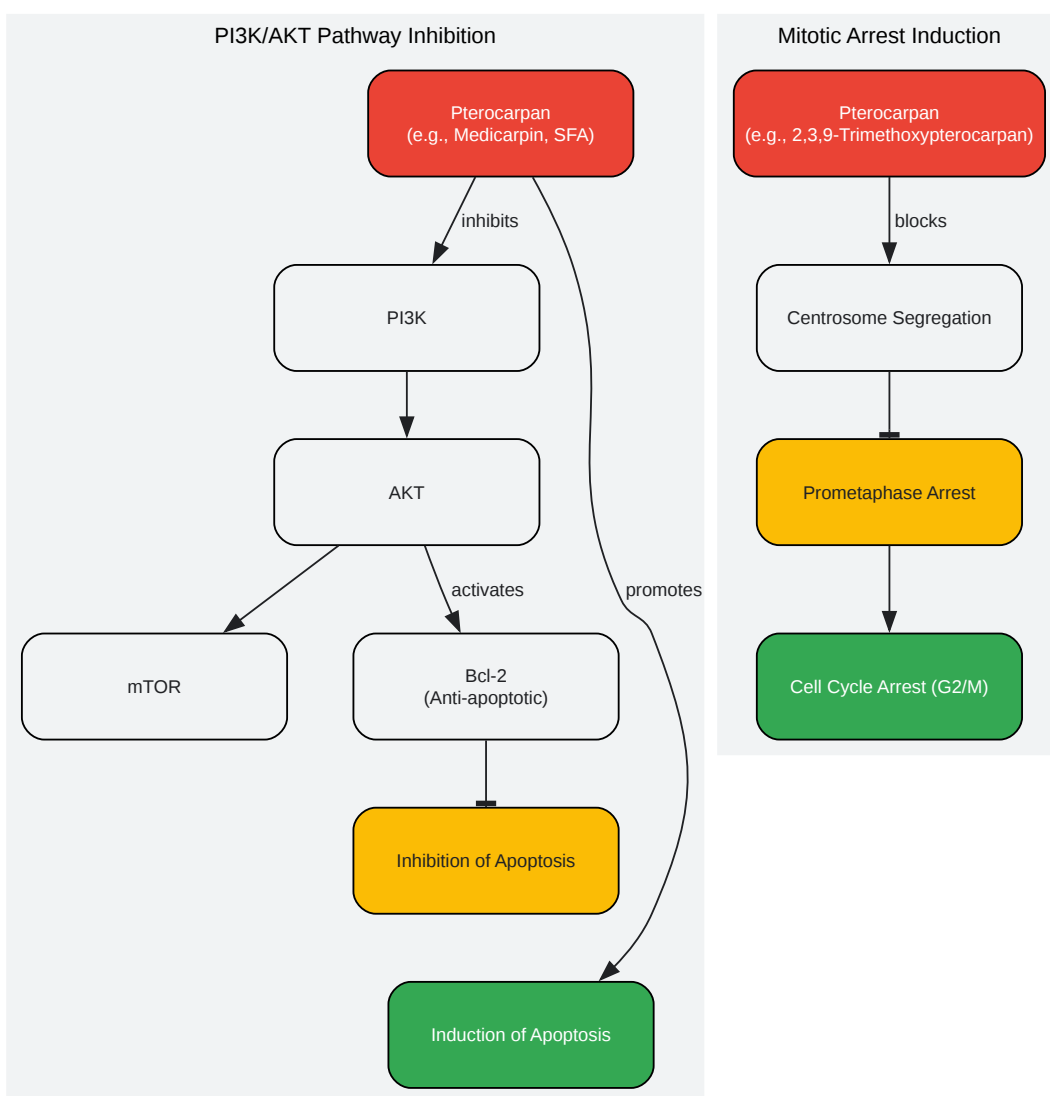 PI3K/AKT Pathway Inhibition
Pterocarpan
(e.g., Medicarpin, SFA)
inhibits
PI3K
AKT
activates
promotes
mTOR
Bcl-2
(Anti-apoptotic)
Inhibition of Apoptosis
Induction of Apoptosis
Mitotic Arrest Induction
Pterocarpan
(e.g., 2,3,9-Trimethoxypterocarpan)
blocks
Centrosome Segregation
Prometaphase Arrest
Cell Cycle Arrest (G2/M)